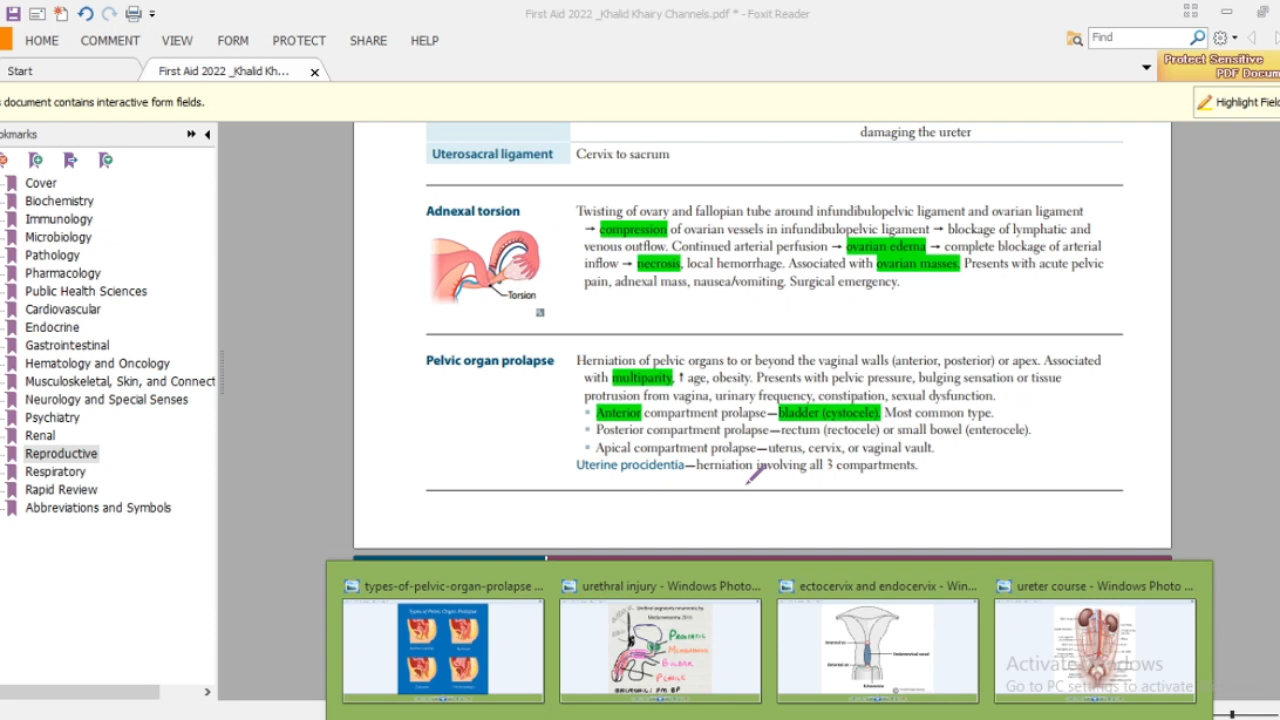 First Aid 2022 _Khalid Khairy Channels.pdf * - Foxit Reader
HOME COMMENT VIEW FORM PROTECT SHARE HELP
Find
Start
First Aid 2022 _Khalid Kh...
Protect Sensitive
PDF Docum
s document contains interactive form fields.
Highlight Fiel
okmarks
Cover
Biochemistry
Immunology
Microbiology
Pathology
Pharmacology
Public Health Sciences
Cardiovascular
Endocrine
Gastrointestinal
Hematology and Oncology
Musculoskeletal, Skin, and Connect
Neurology and Special Senses
Psychiatry
Renal
Reproductive
Respiratory
Rapid Review
Abbreviations and Symbols
damaging the ureter
Uterosacral ligament Cervix to sacrum
Adnexal torsion
Twisting of ovary and fallopian tube around infundibulopelvic ligament and ovarian ligament
→ compression of ovarian vessels in infundibulopelvic ligament → blockage of lymphatic and
venous outflow. Continued arterial perfusion → ovarian edema → complete blockage of arterial
inflow → necrosis, local hemorrhage. Associated with ovarian masses. Presents with acute pelvic
pain, adnexal mass, nausea/vomiting. Surgical emergency.
Torsion
Pelvic organ prolapse
Herniation of pelvic organs to or beyond the vaginal walls (anterior, posterior) or apex. Associated
with multiparity, ↑ age, obesity. Presents with pelvic pressure, bulging sensation or tissue
protrusion from vagina, urinary frequency, constipation, sexual dysfunction.
▪ Anterior compartment prolapse—bladder (cystocele). Most common type.
▪ Posterior compartment prolapse—rectum (rectocele) or small bowel (enterocele).
▪ Apical compartment prolapse—uterus, cervix, or vaginal vault.
Uterine procidentia—herniation involving all 3 compartments.
types-of-pelvic-organ-prolapse ...
urethral injury - Windows Photo...
ectocervix and endocervix - Win...
ureter course - Windows Photo ...
Types of Pelvic Organ Prolapse
Prostatic
Bulbar
Penile
Activate Windows
Go to PC settings to activate